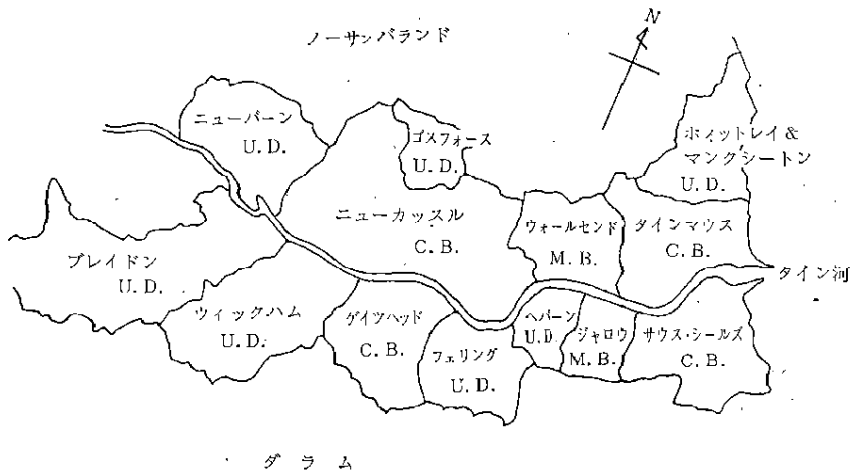 N
ノーサンバランド
ニューバーン
U. D.
ゴスフォース
U. D.
ホイットレイ&
マンクシートン
U. D.
ニューカッスル
C. B.
ウォールセンド
M. B.
タインマウス
C. B.
タイン河
ブレイドン
U. D.
ウィックハム
U. D.
ゲイツヘッド
C. B.
フェリング
U. D.
ヘバーン
U. D.
ジャロウ
M. B.
サウス・シールズ
C. B.
ダラム